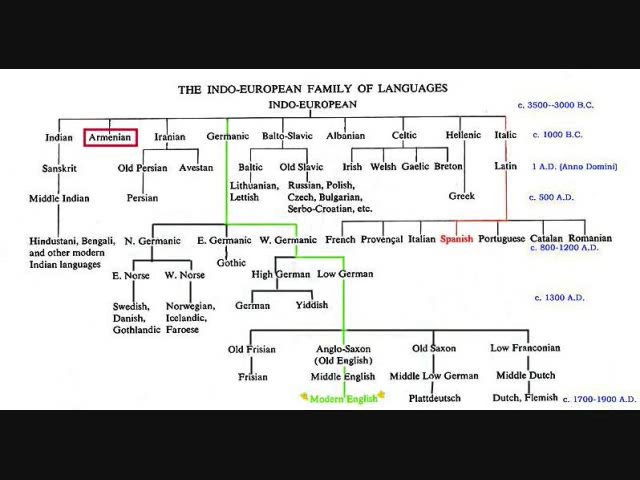 THE INDO-EUROPEAN FAMILY OF LANGUAGES
INDO-EUROPEAN
c. 3500--3000 B.C.
Indian Armenian Iranian Germanic Balto-Slavic Albanian Celtic Hellenic Italic c. 1000 B.C.
Sanskrit Old Persian Avestan Baltic Old Slavic Irish Welsh Gaelic Breton Latin 1 A.D. (Anno Domini)
Lithuanian, Russian, Polish,
Middle Indian Persian Lettish Czech, Bulgarian, Greek c. 500 A.D.
Serbo-Croatian, etc.
Hindustani, Bengali, N. Germanic E. Germanic W. Germanic French Provençal Italian Spanish Portuguese Catalan Romanian
and other modern c. 800-1200 A.D.
Indian languages Gothic
E. Norse W. Norse High German Low German
c. 1300 A.D.
Swedish, Norwegian, German Yiddish
Danish, Icelandic,
Gothlandic Faroese
Old Frisian Anglo-Saxon Old Saxon Low Franconian
(Old English)
Frisian Middle English Middle Low German Middle Dutch
Modern English Plattdeutsch Dutch, Flemish c. 1700-1900 A.D.